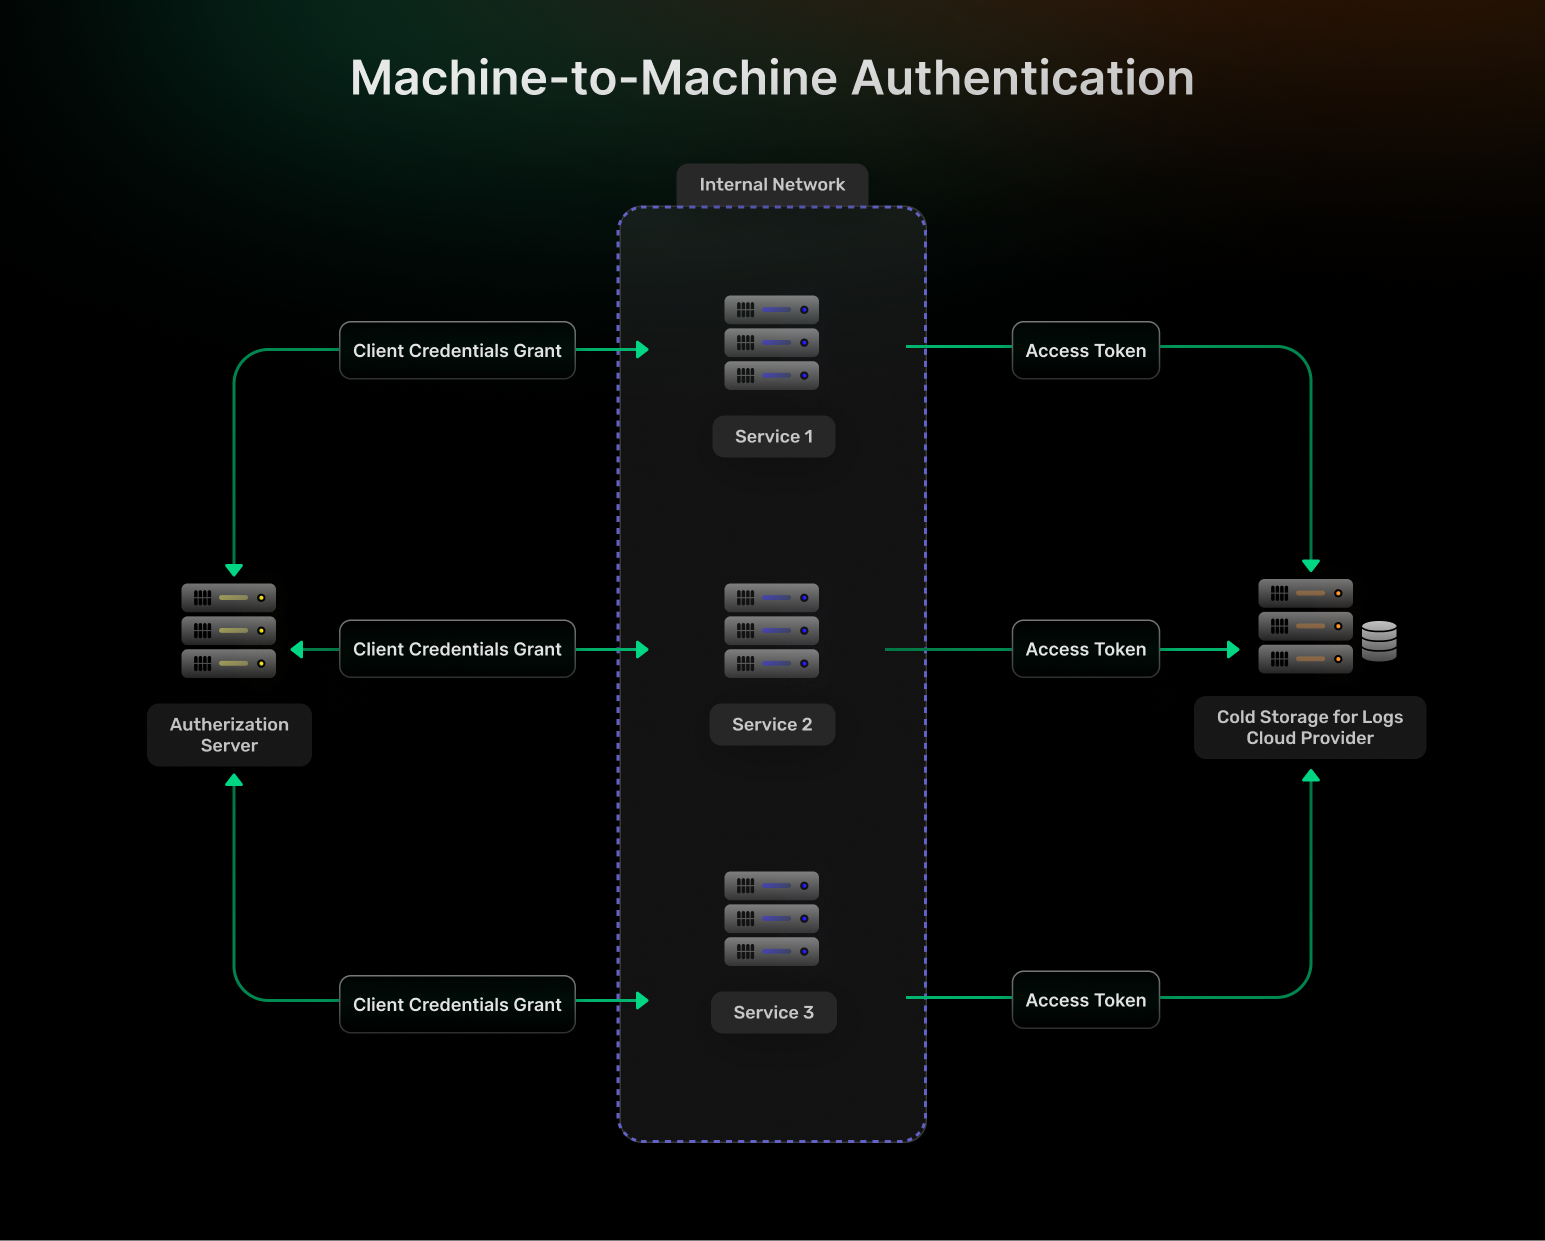 Machine-to-Machine Authentication
Internal Network
Client Credentials Grant
Access Token
Service 1
Client Credentials Grant
Access Token
Autherization
Server
Service 2
Cold Storage for Logs
Cloud Provider
Client Credentials Grant
Access Token
Service 3